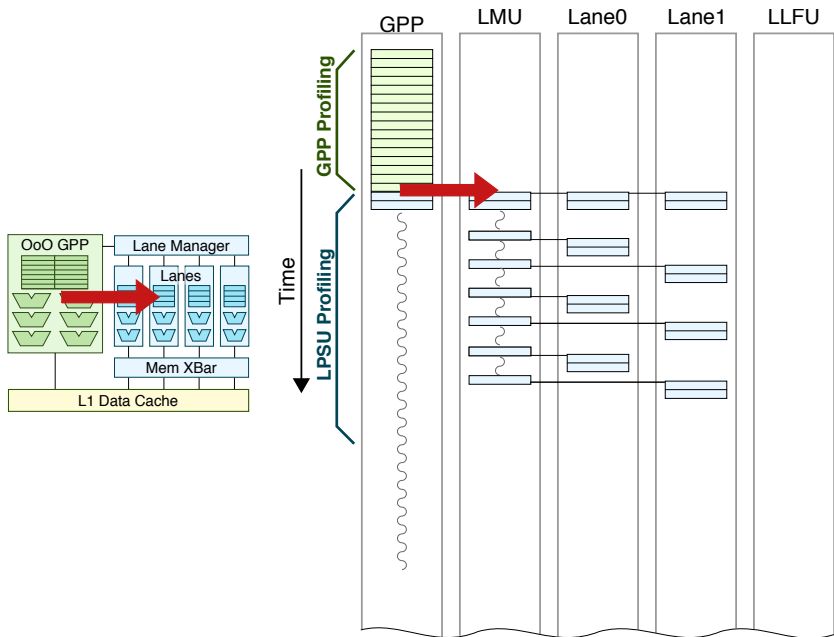 GPP
LMU
Lane0
Lane1
LLFU
GPP Profiling
Time
LPSU Profiling
OoO GPP
Lane Manager
Lanes
Mem XBar
L1 Data Cache